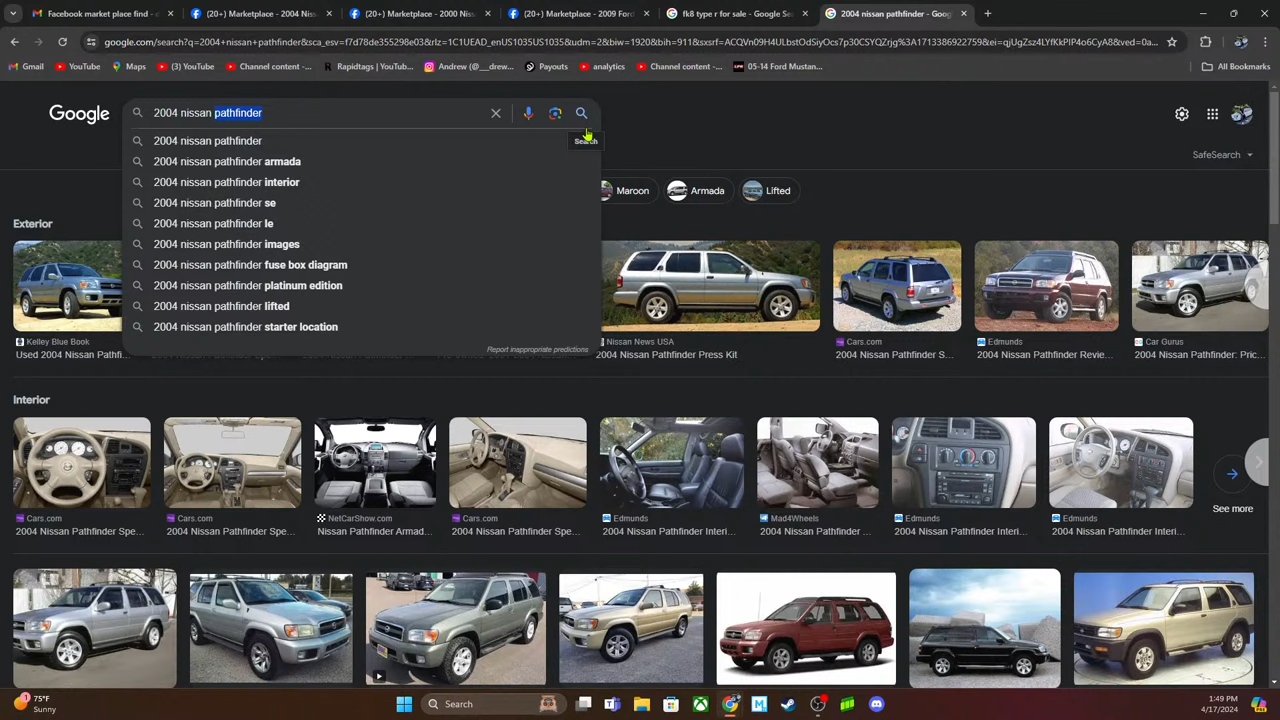 Facebook market place find - d
(20+) Marketplace - 2004 Niss
(20+) Marketplace - 2000 Niss
(20+) Marketplace - 2009 Ford
fk8 type r for sale - Google Sea
2004 nissan pathfinder - Goog
google.com/search?q=2004+nissan+pathfinder&sca_esv=f7d78de355298e03&rlz=1C1UEAD_enUS1035US1035&udm=2&biw=1920&bih=911&sxsrf=ACQVn09H4ULbstOdSiyOcs7p30CSYQZrjg%3A1713386922759&ei=qjUgZsz4LYfKkPIP4o6CyA8&ved=0a...
Gmail
YouTube
Maps
(3) YouTube
Channel content -...
Rapidtags | YouTub...
Andrew (@___drew...
Payouts
analytics
Channel content -...
05-14 Ford Mustan...
All Bookmarks
Google
2004 nissan pathfinder
Search
SafeSearch
2004 nissan pathfinder
2004 nissan pathfinder armada
2004 nissan pathfinder interior
2004 nissan pathfinder se
2004 nissan pathfinder le
2004 nissan pathfinder images
2004 nissan pathfinder fuse box diagram
2004 nissan pathfinder platinum edition
2004 nissan pathfinder lifted
2004 nissan pathfinder starter location
Report inappropriate predictions
Maroon
Armada
Lifted
Exterior
Kelley Blue Book
Used 2004 Nissan Pathfi...
Nissan News USA
2004 Nissan Pathfinder Press Kit
Cars.com
2004 Nissan Pathfinder S...
Edmunds
2004 Nissan Pathfinder Revie...
Car Gurus
2004 Nissan Pathfinder: Pric...
Interior
Cars.com
2004 Nissan Pathfinder Spe...
Cars.com
2004 Nissan Pathfinder Spe...
NetCarShow.com
Nissan Pathfinder Armad...
Cars.com
2004 Nissan Pathfinder Spe...
Edmunds
2004 Nissan Pathfinder Interi...
Mad4Wheels
2004 Nissan Pathfinder ...
Edmunds
2004 Nissan Pathfinder Interi...
Edmunds
2004 Nissan Pathfinder Interi...
See more
1
75°F
Sunny
Search
1:49 PM
4/17/2024